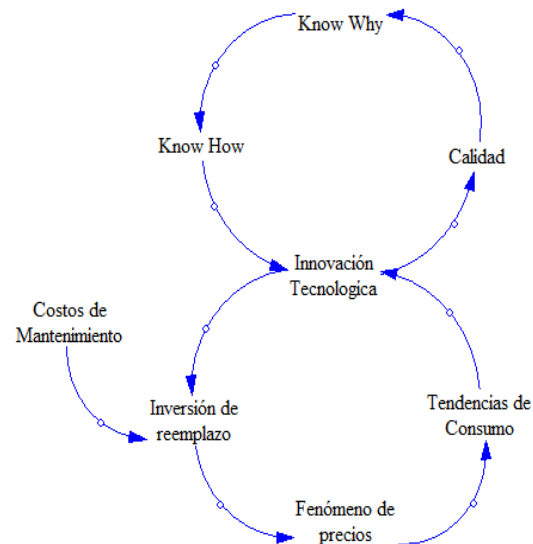 Know Why
Know How
Calidad
Innovación
Tecnologica
Costos de
Mantenimiento
Inversión de
reemplazo
Tendencias de
Consumo
Fenómeno de
precios